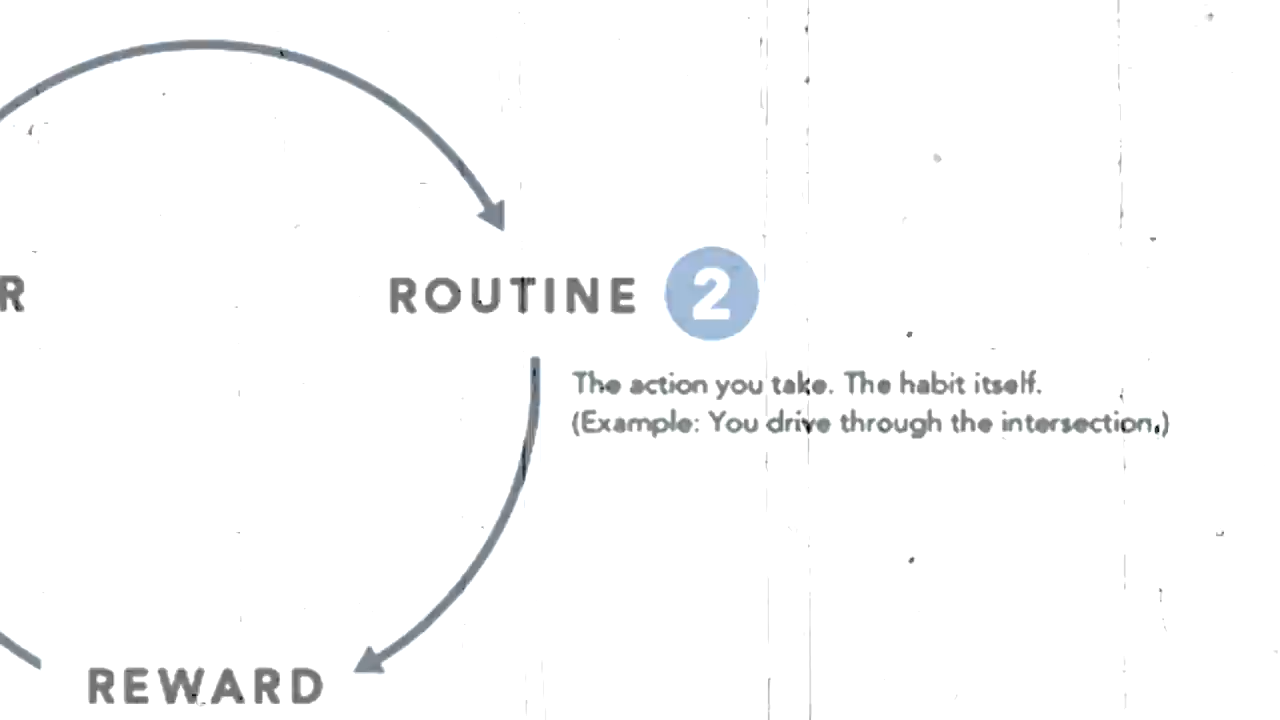 R
ROUTINE 2
The action you take. The habit itself.
(Example: You drive through the intersection.)
REWARD